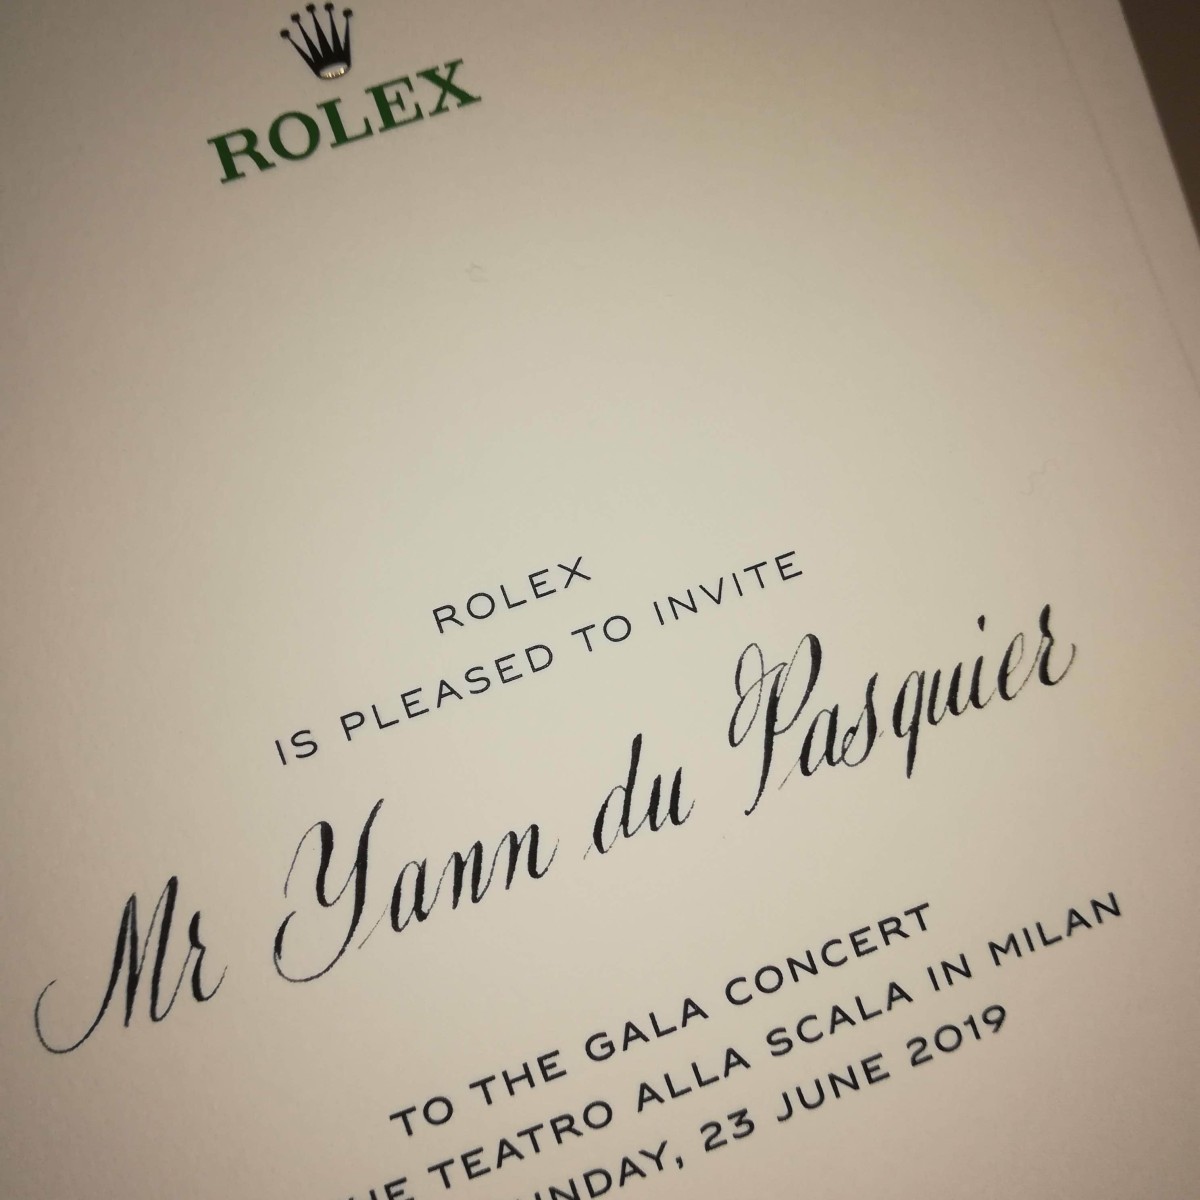 ROLEX
ROLEX
IS PLEASED TO INVITE
Mr Yann du Pasquier
TO THE GALA CONCERT
TEATRO ALLA SCALA IN MILAN
23 JUNE 2019